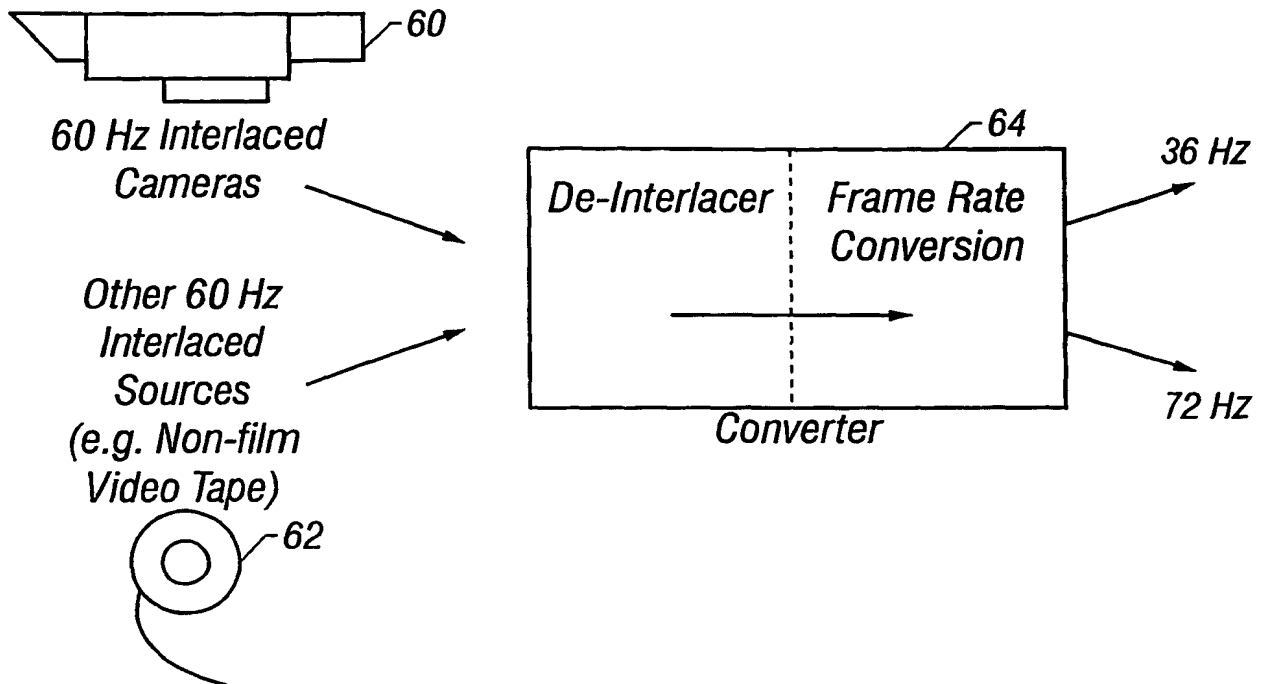 60
60 Hz Interlaced
Cameras
Other 60 Hz
Interlaced
Sources
(e.g. Non-film
Video Tape)
62
64
De-Interlacer
Frame Rate
Conversion
Converter
36 Hz
72 Hz